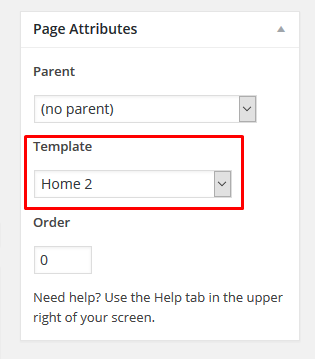 Page Attributes
Parent
(no parent)
Template
Home 2
Order
0
Need help? Use the Help tab in the upper
right of your screen.